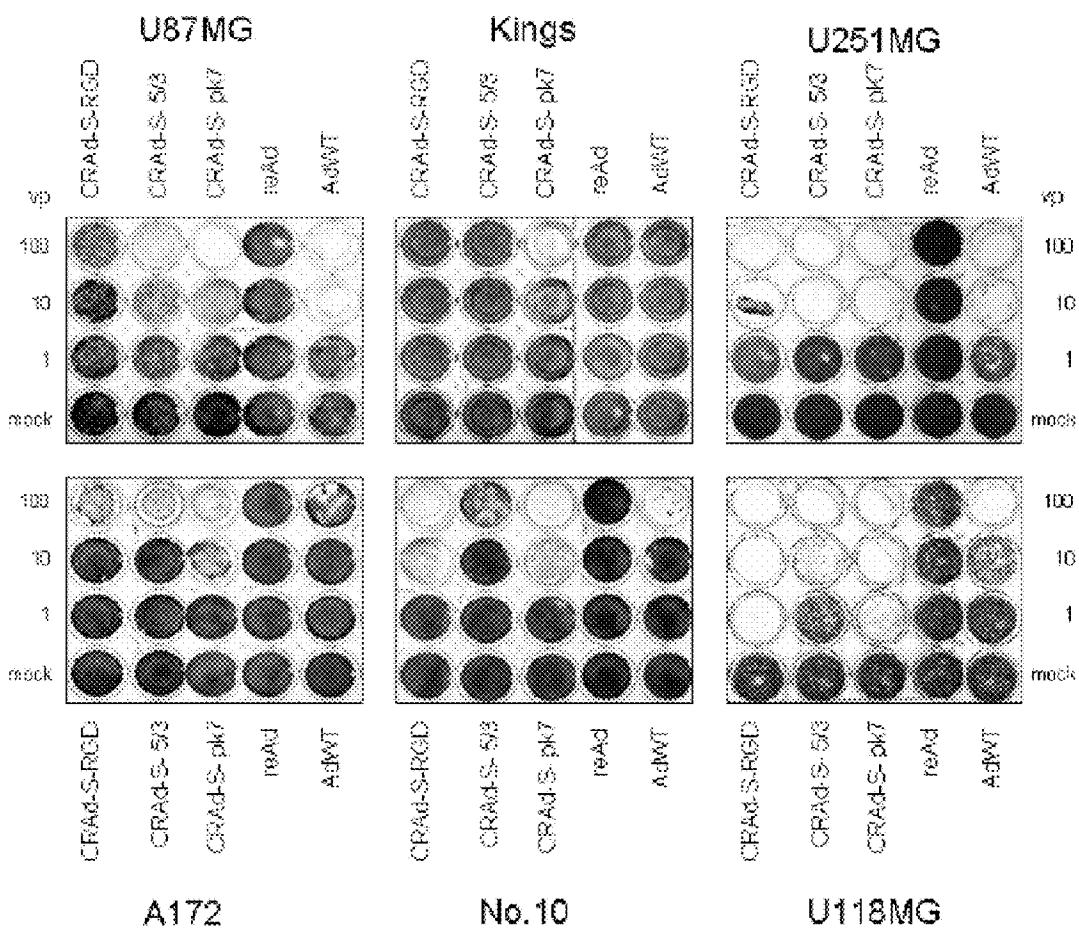 U87MG Kings U251MG
CRAd-S-RGD CRAd-S- 5/3 CRAd-S- pk7 reAd AdWT
CRAd-S-RGD CRAd-S- 5/3 CRAd-S- pk7 reAd AdWT
CRAd-S-RGD CRAd-S- 5/3 CRAd-S- pK7 reAd AdWT
vp vp
100 100
10 10
1 1
mock mock
100 100
10 10
1 1
mock mock
CRAd-S-RGD CRAd-S- 5/3 CRAd-S- pk7 reAd AdWT
CRAd-S-RGD CRAd-S- 5/3 CRAd-S- pk7 reAd AdWT
CRAd-S-RGD CRAd-S- 5/3 CRAd-S- pk7 reAd AdWT
A172 No.10 U118MG